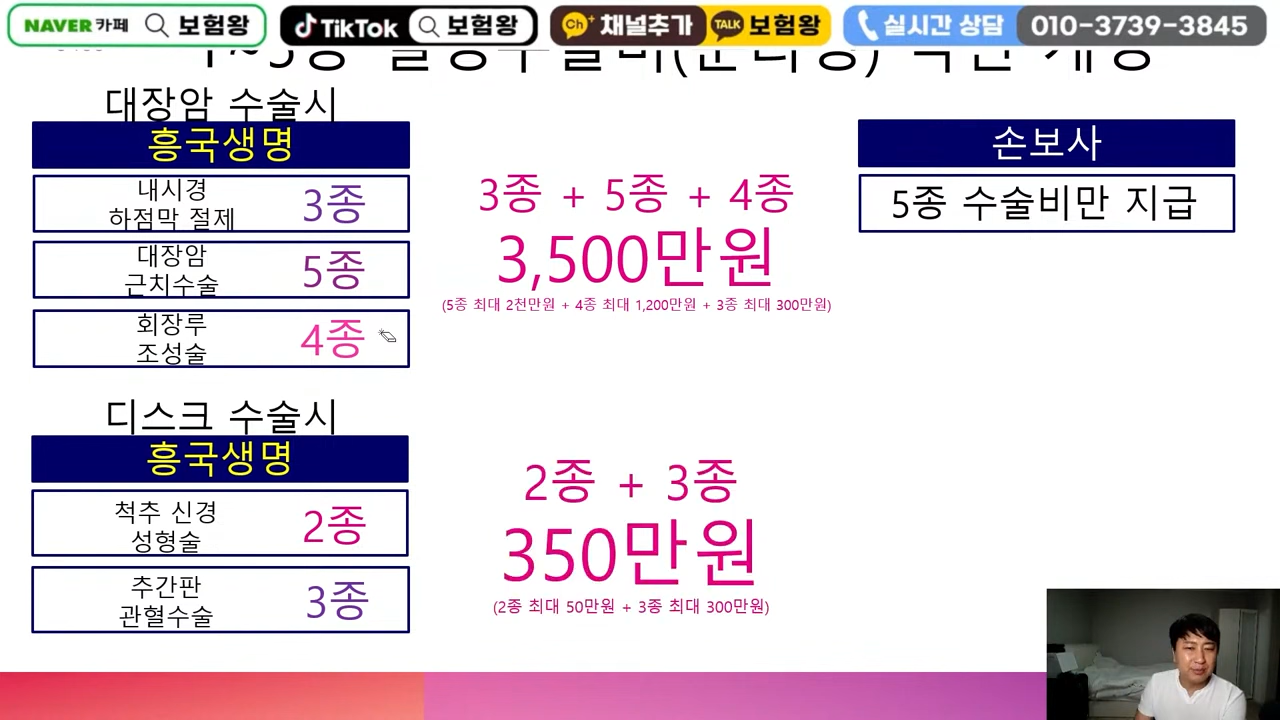 NAVER 카페 보험왕
TikTok 보험왕
Ch+ 채널추가 TALK 보험왕
실시간 상담 010-3739-3845
대장암 수술시
흥국생명
내시경
하점막 절제
3종
대장암
근치수술
5종
회장루
조성술
4종
3종 + 5종 + 4종
3,500만원
(5종 최대 2천만원 + 4종 최대 1,200만원 + 3종 최대 300만원)
손보사
5종 수술비만 지급
디스크 수술시
흥국생명
척추 신경
성형술
2종
추간판
관혈수술
3종
2종 + 3종
350만원
(2종 최대 50만원 + 3종 최대 300만원)